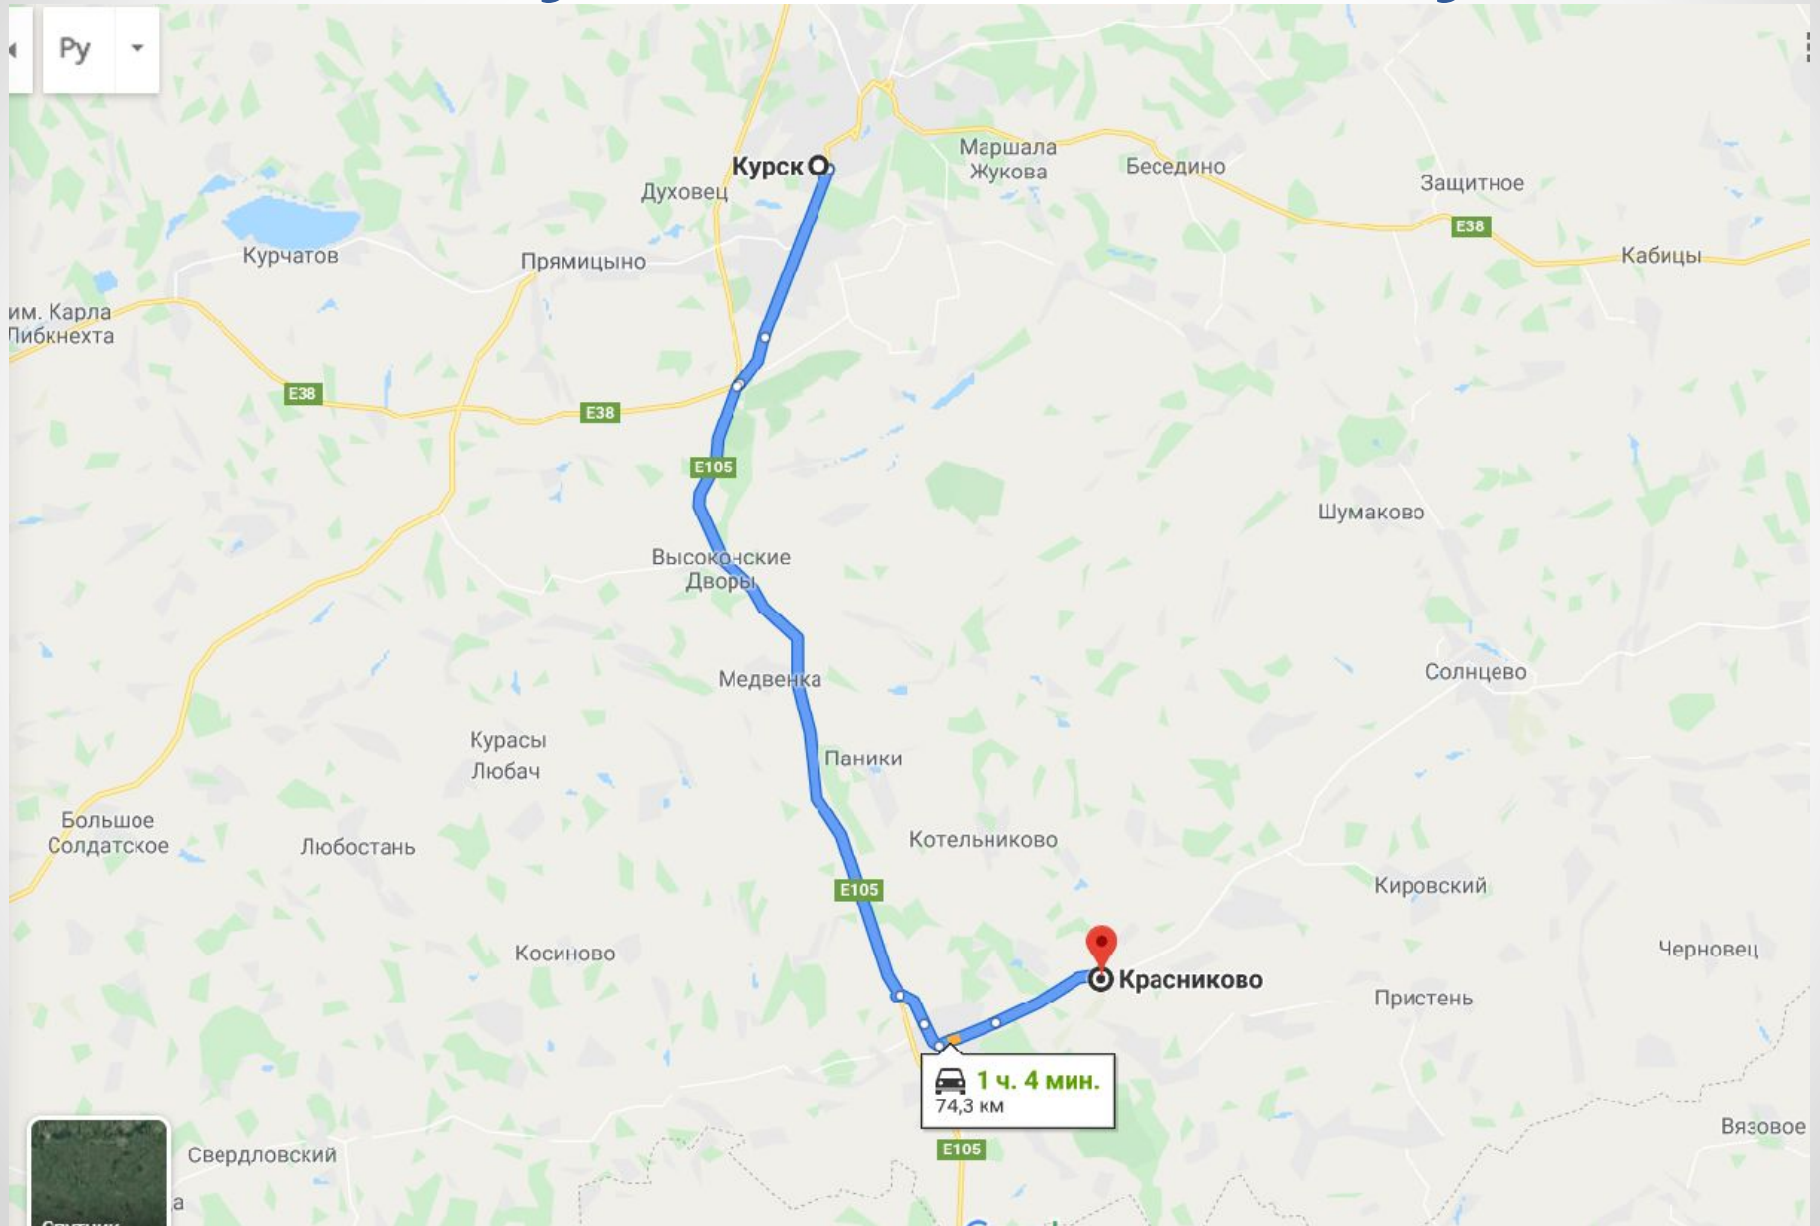 Ру
Курск
Маршала
Жукова
Беседино
Духовец
Защитное
E38
Курчатов
Прямицыно
Кабицы
им. Карла
Либкнехта
E38
E38
E105
Шумаково
Высоконские
Дворы
Солнцево
Медвенка
Курасы
Любач
Паники
Большое
Солдатское
Любостань
Котельниково
Кировский
E105
Косиново
Черновец
Красниково
Пристень
1 ч. 4 мин.
74,3 км
Вязовое
E105
Свердловский